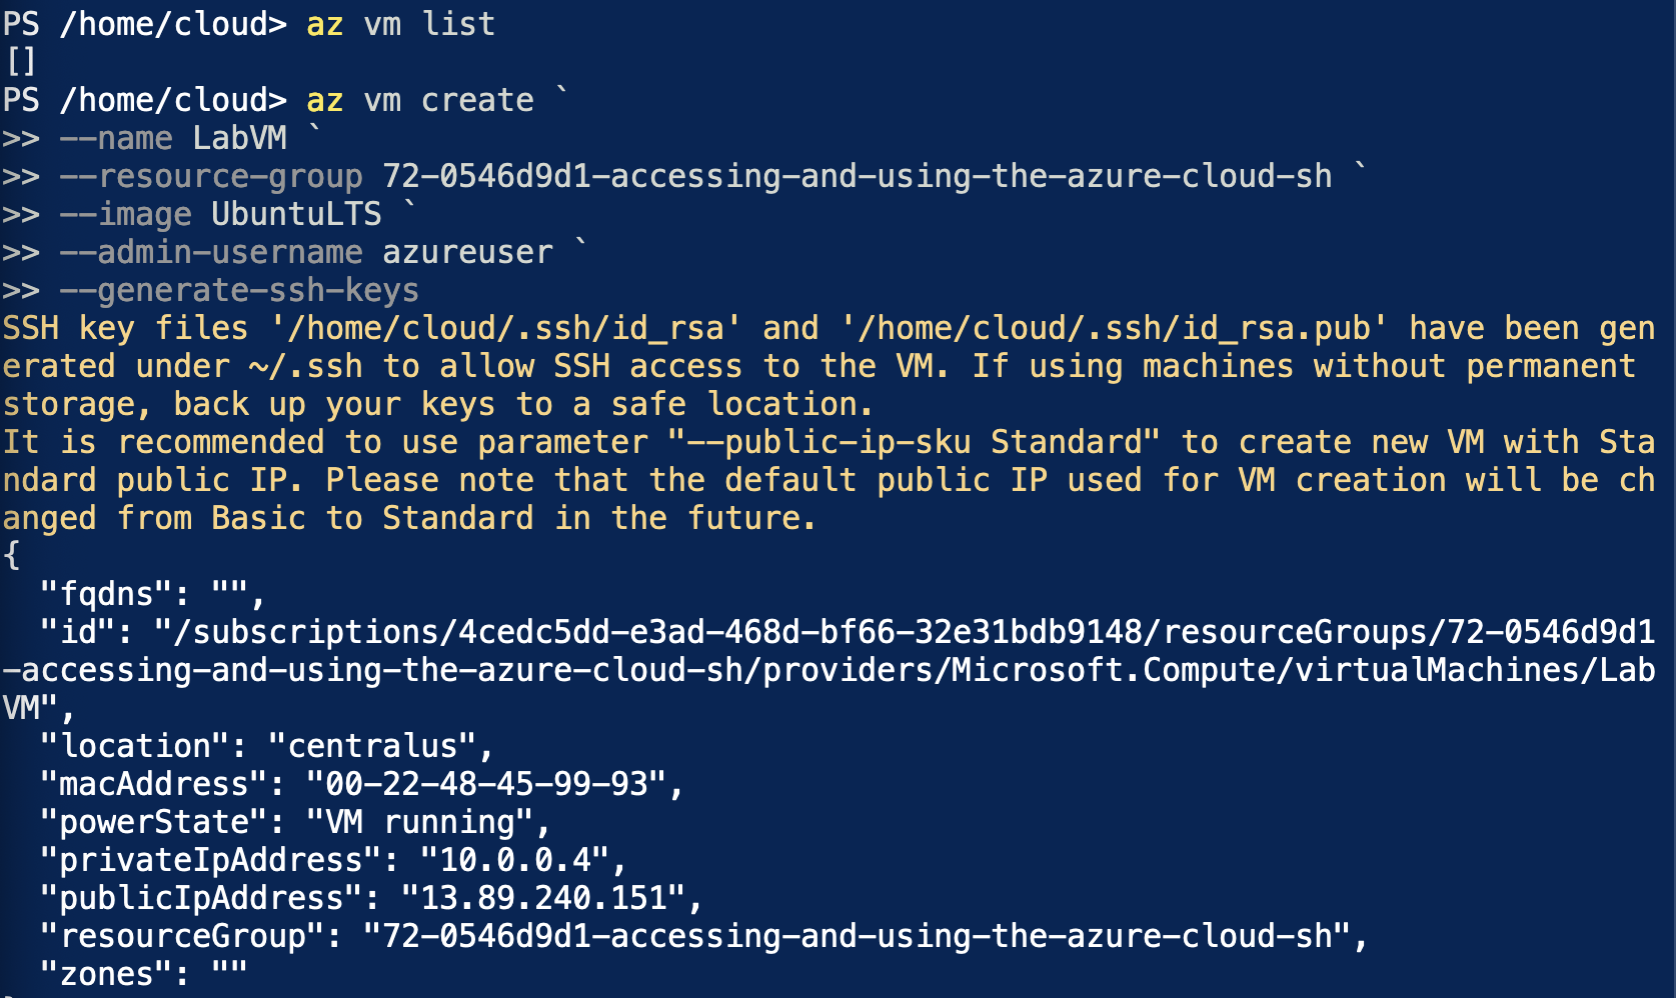 PS /home/cloud> az vm list
[]
PS /home/cloud> az vm create `
>> --name LabVM `
>> --resource-group 72-0546d9d1-accessing-and-using-the-azure-cloud-sh `
>> --image UbuntuLTS `
>> --admin-username azureuser `
>> --generate-ssh-keys
SSH key files '/home/cloud/.ssh/id_rsa' and '/home/cloud/.ssh/id_rsa.pub' have been gen
erated under ~/.ssh to allow SSH access to the VM. If using machines without permanent
storage, back up your keys to a safe location.
It is recommended to use parameter "--public-ip-sku Standard" to create new VM with Sta
ndard public IP. Please note that the default public IP used for VM creation will be ch
anged from Basic to Standard in the future.
{
  "fqdns": "",
  "id": "/subscriptions/4cedc5dd-e3ad-468d-bf66-32e31bdb9148/resourceGroups/72-0546d9d1
-accessing-and-using-the-azure-cloud-sh/providers/Microsoft.Compute/virtualMachines/Lab
VM",
  "location": "centralus",
  "macAddress": "00-22-48-45-99-93",
  "powerState": "VM running",
  "privateIpAddress": "10.0.0.4",
  "publicIpAddress": "13.89.240.151",
  "resourceGroup": "72-0546d9d1-accessing-and-using-the-azure-cloud-sh",
  "zones": ""